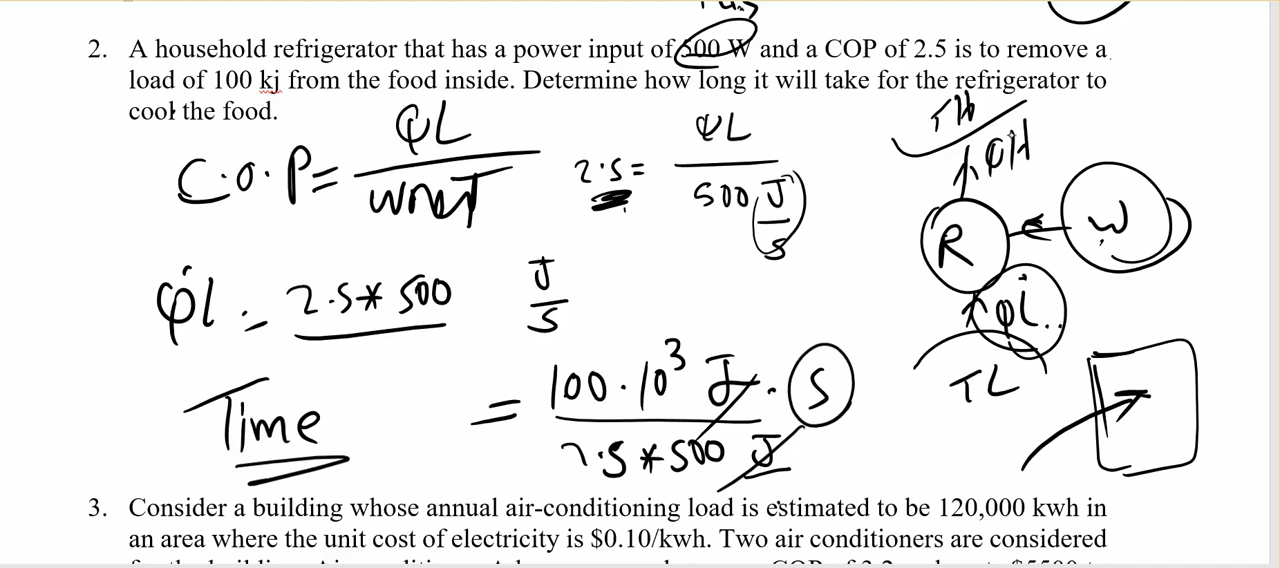 2. A household refrigerator that has a power input of 500 W and a COP of 2.5 is to remove a
load of 100 kj from the food inside. Determine how long it will take for the refrigerator to
cool the food.
C.O.P = QL / WneT
2.5 = QL / 500 J/s
TH
QH
R
W
Q̇L = 2.5 * 500 J/s
QL
TL
Time = 100 · 10³ J · S / 2.5 * 500 J
3. Consider a building whose annual air-conditioning load is estimated to be 120,000 kwh in
an area where the unit cost of electricity is $0.10/kwh. Two air conditioners are considered